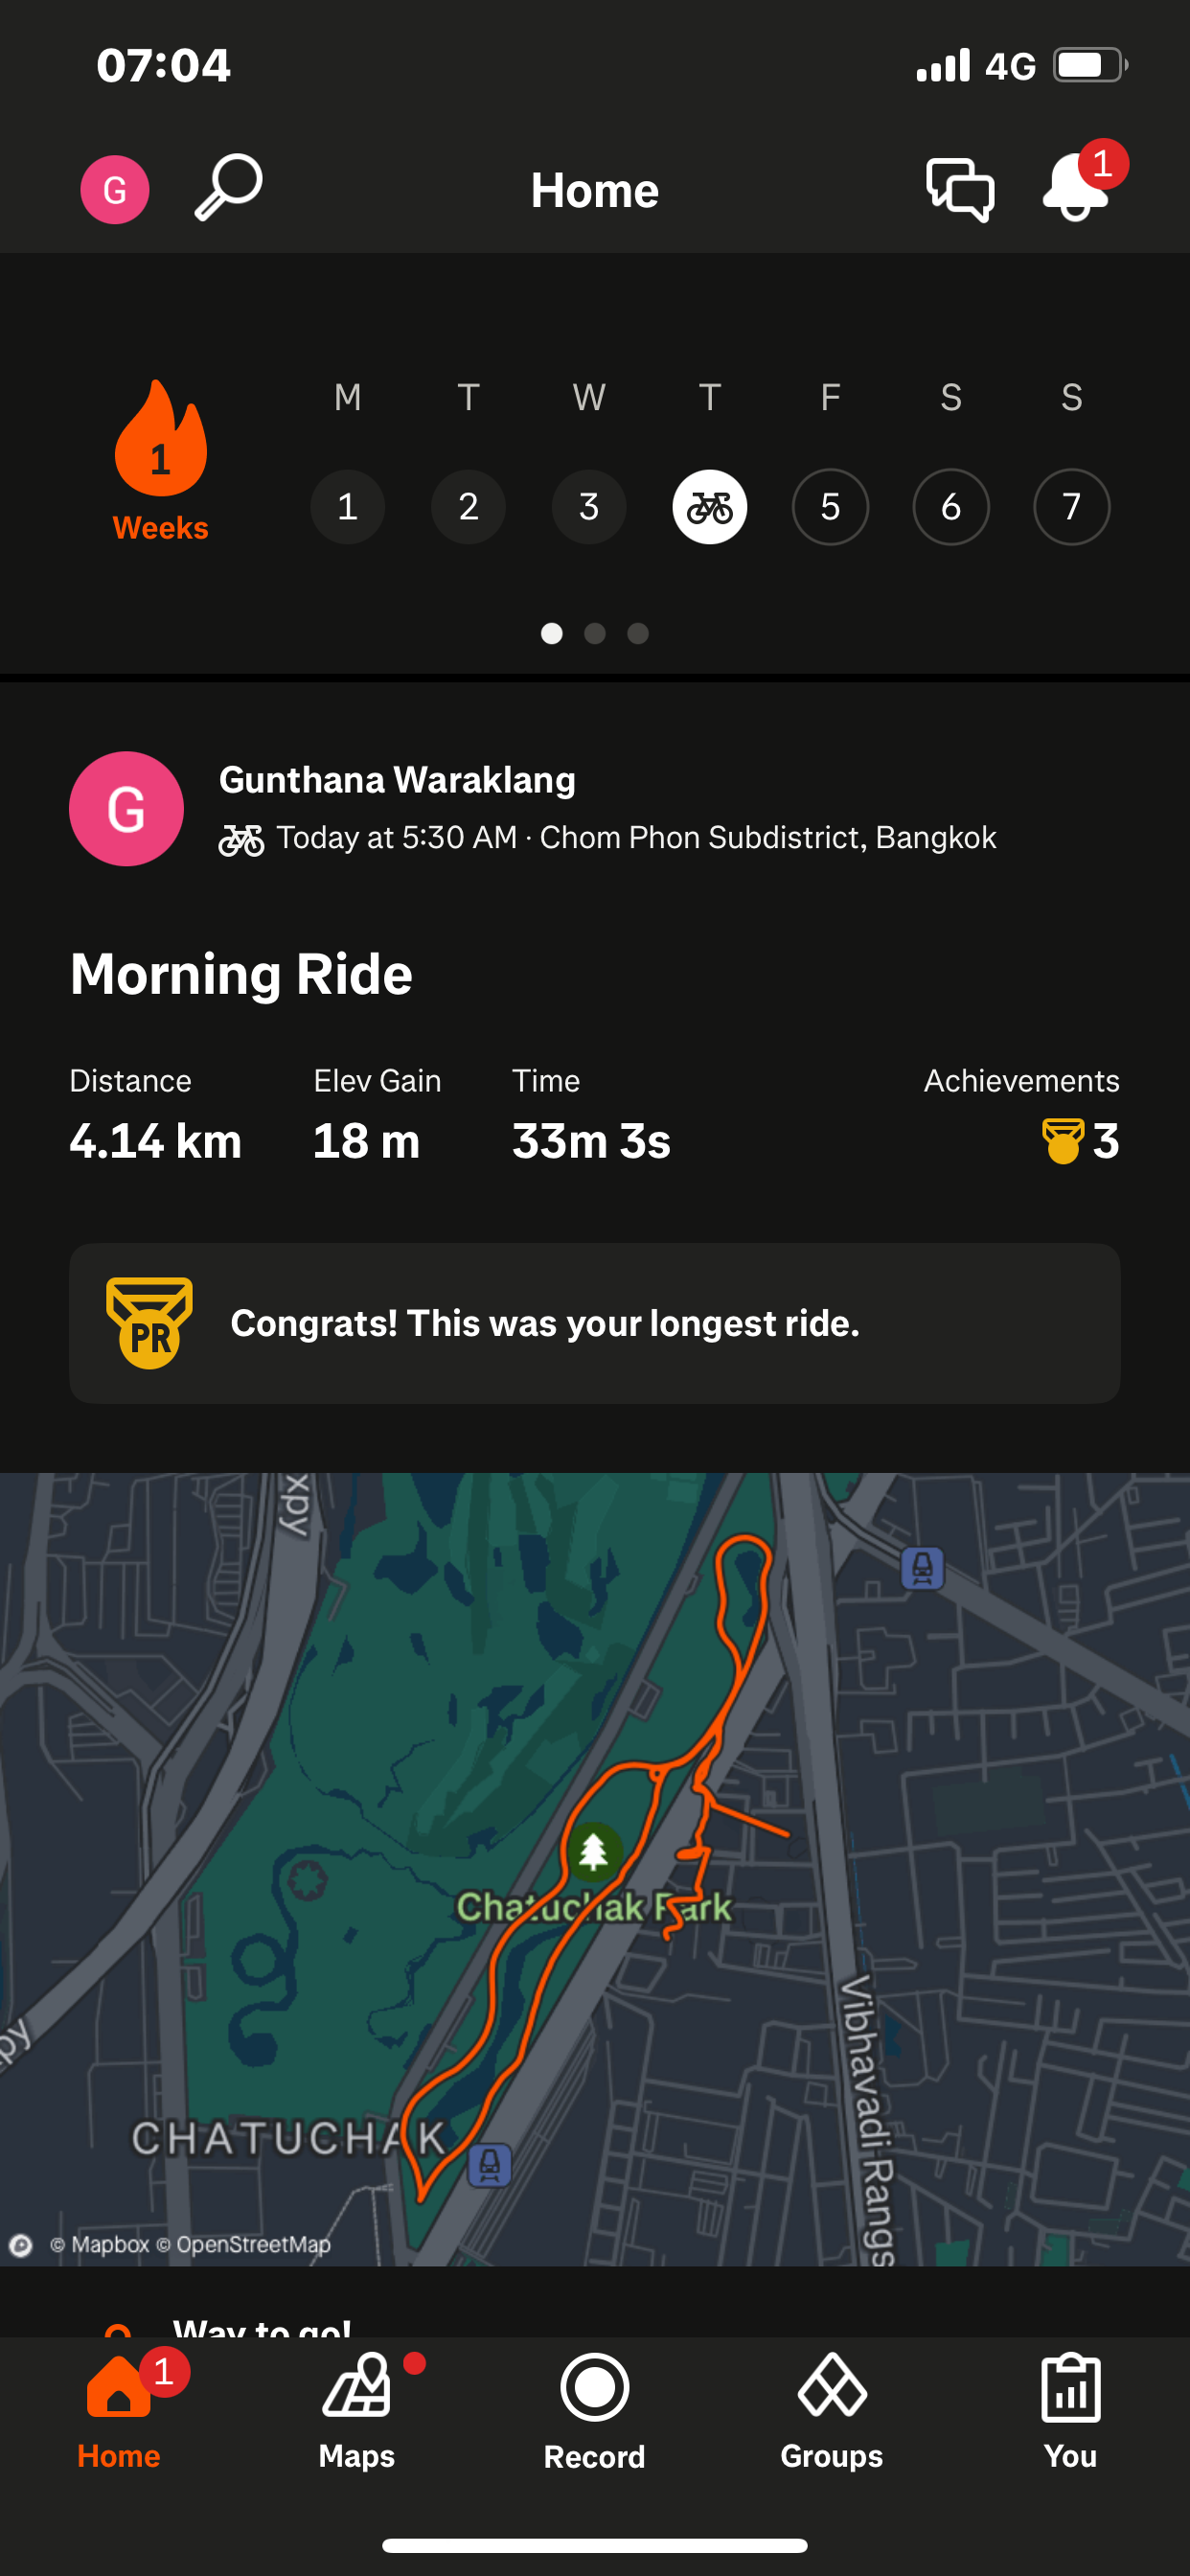 07:04
4G
G
Home
1
M T W T F S S
1
1 2 3 5 6 7
Weeks
G
Gunthana Waraklang
Today at 5:30 AM · Chom Phon Subdistrict, Bangkok
Morning Ride
Distance Elev Gain Time Achievements
4.14 km 18 m 33m 3s 3
PR
Congrats! This was your longest ride.
xpy
Chatuchak Park
Vibhavadi Rangs
py
CHATUCHAK
© Mapbox © OpenStreetMap
Way to go!
1
Home Maps Record Groups You